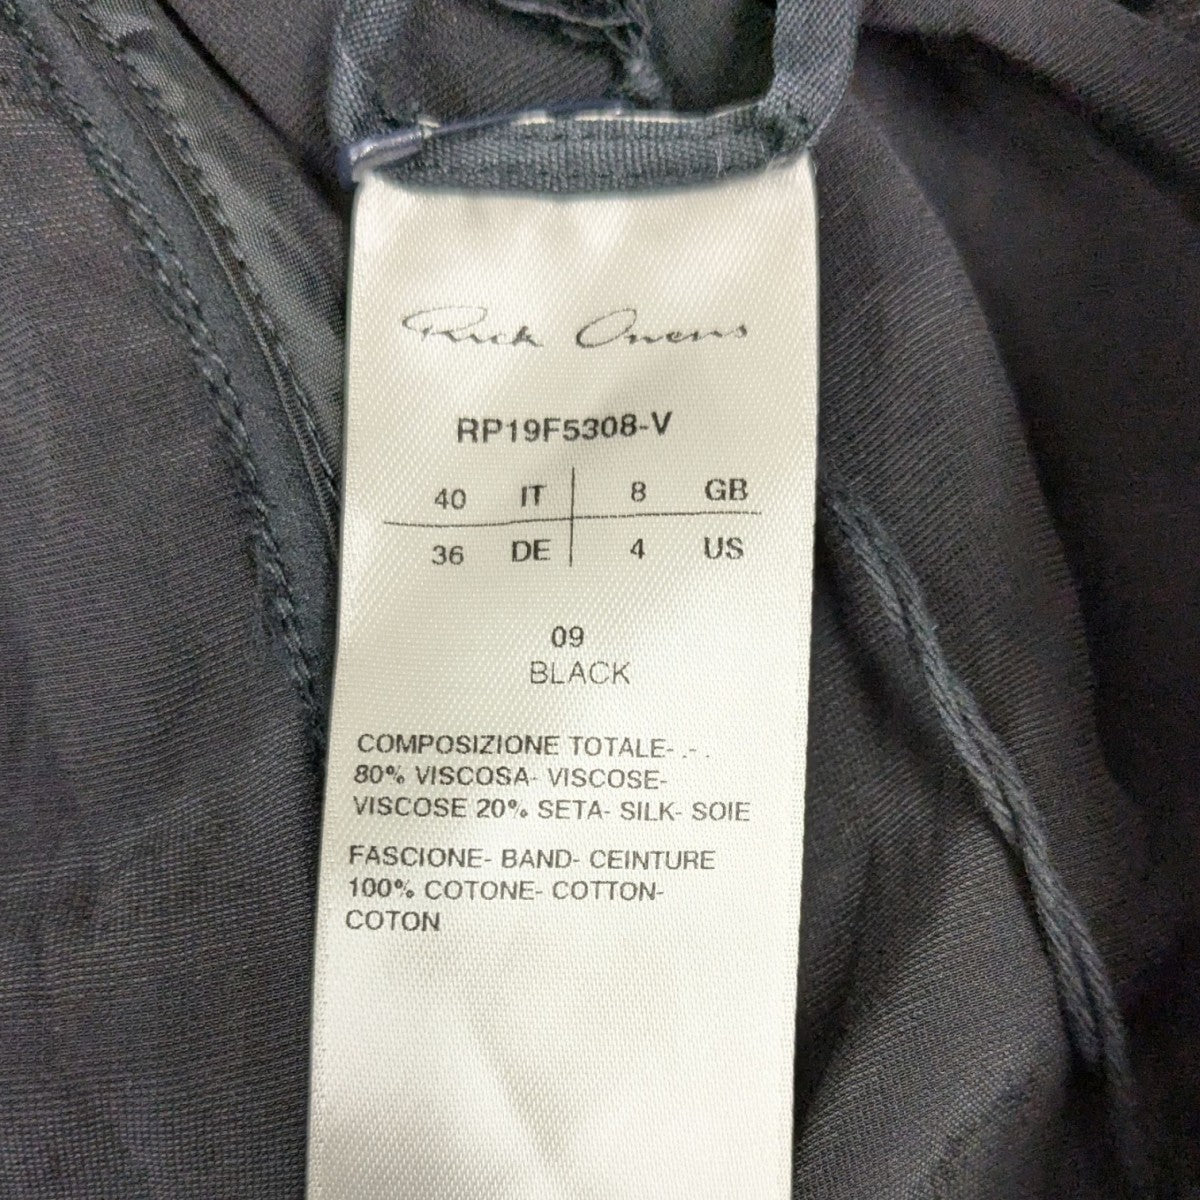 Rick Owens
RP19F5308-V
40 IT 8 GB
36 DE 4 US
09
BLACK
COMPOSIZIONE TOTALE- .- .
80% VISCOSA- VISCOSE-
VISCOSE 20% SETA- SILK- SOIE
FASCIONE- BAND- CEINTURE
100% COTONE- COTTON-
COTON